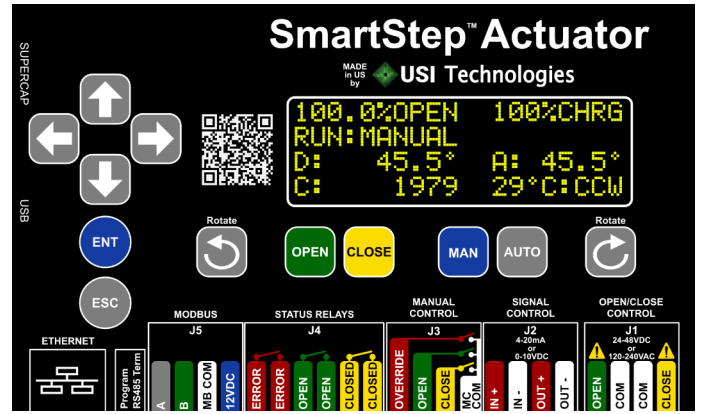 SmartStep™ Actuator
MADE
in US
by
USI Technologies
SUPERCAP
100.0%OPEN 100%CHRG
RUN:MANUAL
D: 45.5° A: 45.5°
C: 1979 29°C:CCW
USB
ENT
Rotate
OPEN
CLOSE
MAN
AUTO
Rotate
ESC
ETHERNET
Program
RS485 Term
MODBUS
J5
A
B
MB COM
12VDC
STATUS RELAYS
J4
ERROR
ERROR
OPEN
OPEN
CLOSED
CLOSED
MANUAL
CONTROL
J3
OVERRIDE
OPEN
CLOSE
MC
COM
SIGNAL
CONTROL
J2
4-20mA
or
0-10VDC
IN +
IN -
OUT +
OUT -
OPEN/CLOSE
CONTROL
J1
24-48VDC
or
120-240VAC
OPEN
COM
COM
CLOSE